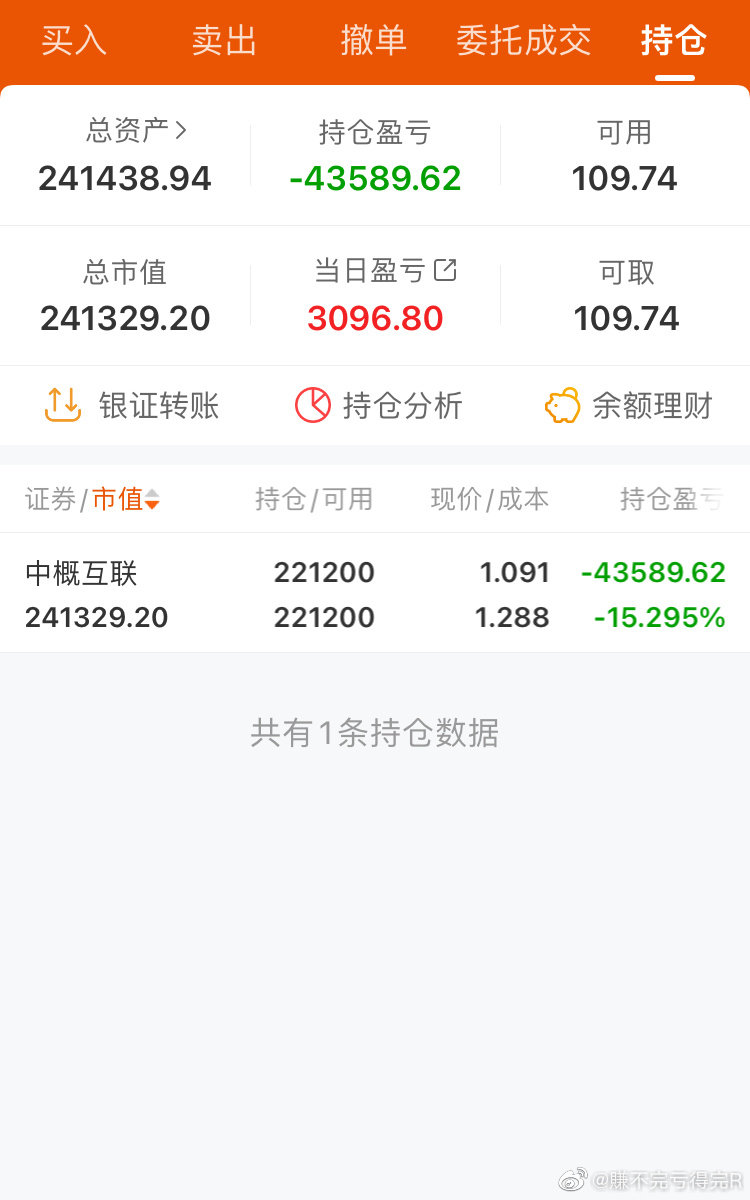 买入 卖出 撤单 委托成交 持仓
总资产 持仓盈亏 可用
241438.94 -43589.62 109.74
总市值 当日盈亏 可取
241329.20 3096.80 109.74
银证转账 持仓分析 余额理财
证券/市值 持仓/可用 现价/成本 持仓盈亏
中概互联 221200 1.091 -43589.62
241329.20 221200 1.288 -15.295%
共有1条持仓数据
@赚不完亏得完R